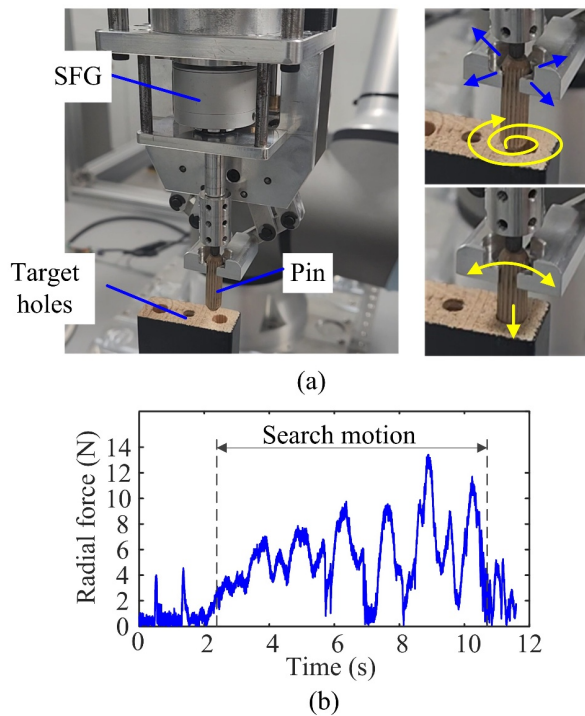 SFG
Target
holes
Pin
(a)
Search motion
Radial force (N)
14
12
10
8
6
4
2
0
0
2
4
6
8
10
12
Time (s)
(b)